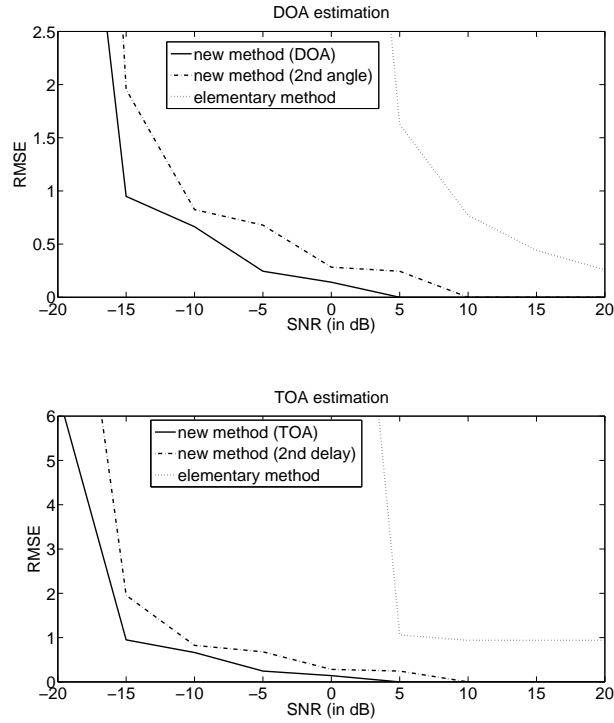 DOA estimation
2.5
2
1.5
1
0.5
0
RMSE
new method (DOA)
new method (2nd angle)
elementary method
−20 −15 −10 −5 0 5 10 15 20
SNR (in dB)
TOA estimation
6
5
4
3
2
1
0
RMSE
new method (TOA)
new method (2nd delay)
elementary method
−20 −15 −10 −5 0 5 10 15 20
SNR (in dB)